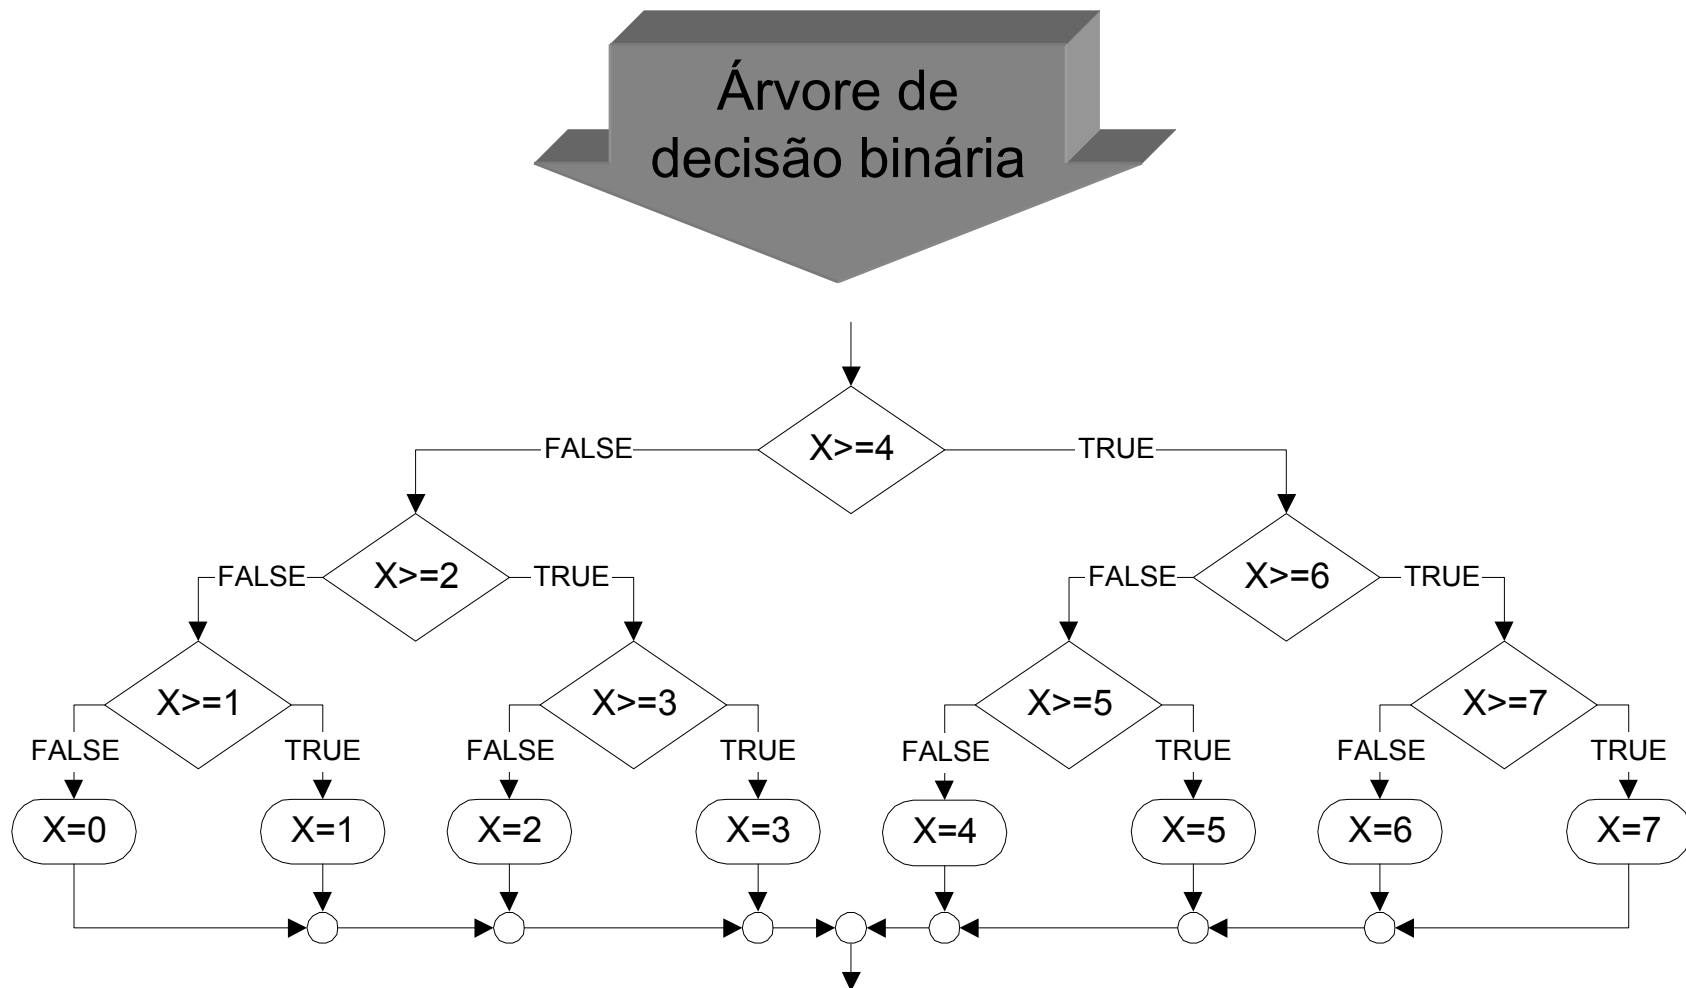 Árvore de
decisão binária
X>=4
FALSE
TRUE
X>=2
X>=6
FALSE
TRUE
FALSE
TRUE
X>=1
X>=3
X>=5
X>=7
FALSE
TRUE
FALSE
TRUE
FALSE
TRUE
FALSE
TRUE
X=0
X=1
X=2
X=3
X=4
X=5
X=6
X=7